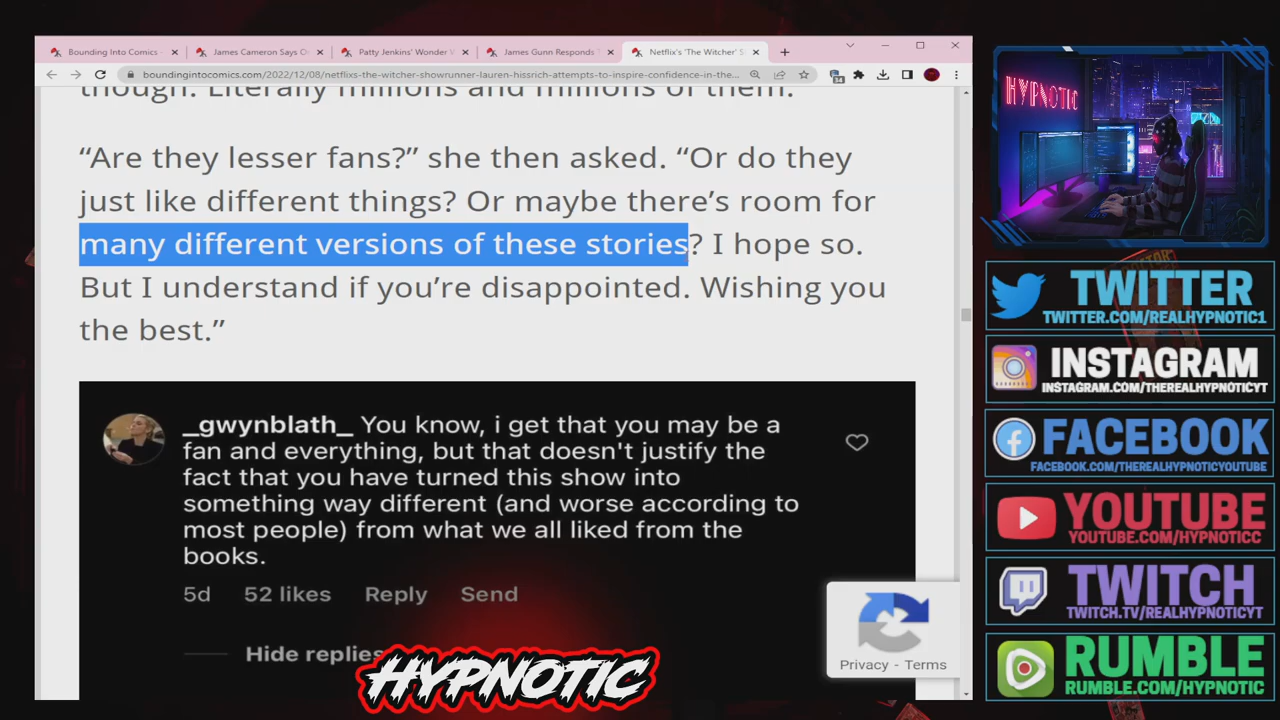 Bounding Into Comics -
James Cameron Says O
Patty Jenkins' Wonder W
James Gunn Responds T
Netflix's 'The Witcher' S
boundingintocomics.com/2022/12/08/netflixs-the-witcher-showrunner-lauren-hissrich-attempts-to-inspire-confidence-in-the...
though. Literally millions and millions of them.
“Are they lesser fans?” she then asked. “Or do they
just like different things? Or maybe there’s room for
many different versions of these stories? I hope so.
But I understand if you’re disappointed. Wishing you
the best.”
_gwynblath_ You know, i get that you may be a
fan and everything, but that doesn't justify the
fact that you have turned this show into
something way different (and worse according to
most people) from what we all liked from the
books.
5d 52 likes Reply Send
Hide replies
Privacy - Terms
HYPNOTIC
HYPNOTIC
TWITTER
TWITTER.COM/REALHYPNOTIC1
INSTAGRAM
INSTAGRAM.COM/THEREALHYPNOTICYT
FACEBOOK
FACEBOOK.COM/THEREALHYPNOTICYOUTUBE
YOUTUBE
YOUTUBE.COM/HYPNOTICC
TWITCH
TWITCH.TV/REALHYPNOTICYT
RUMBLE
RUMBLE.COM/HYPNOTIC